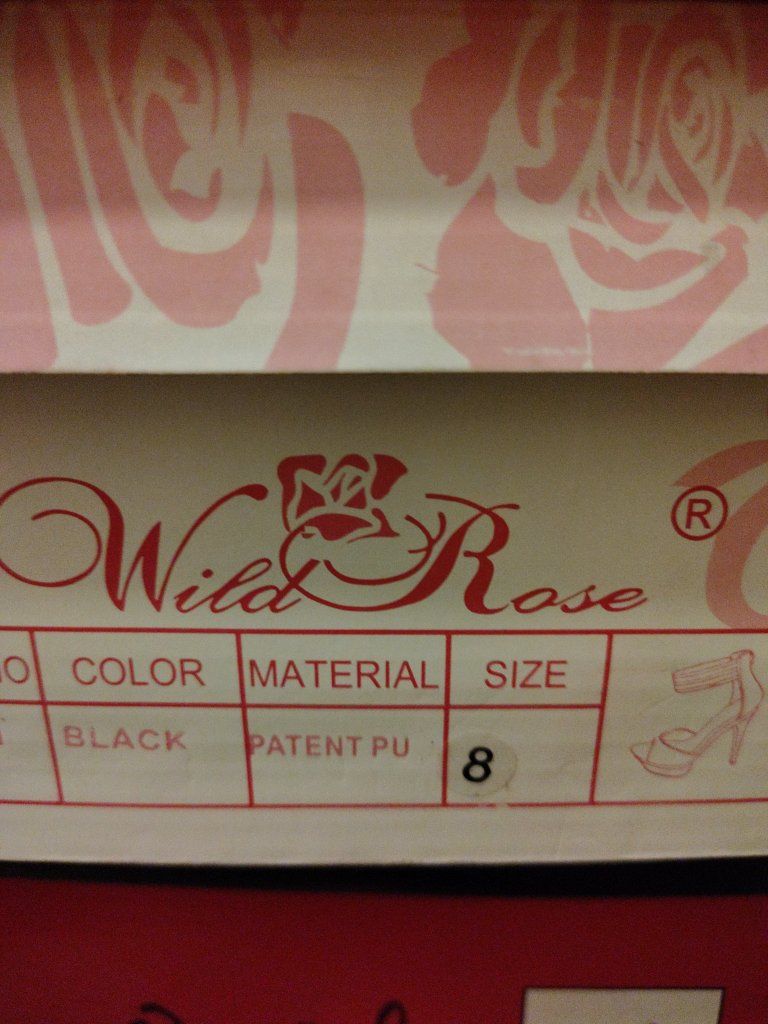 Wild Rose ®
O COLOR MATERIAL SIZE
BLACK PATENT PU 8